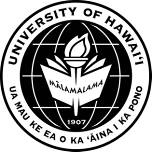 UNIVERSITY OF HAWAI‘I
MĀLAMALAMA
1907
UA MAU KE EA O KA ‘ĀINA I KA PONO